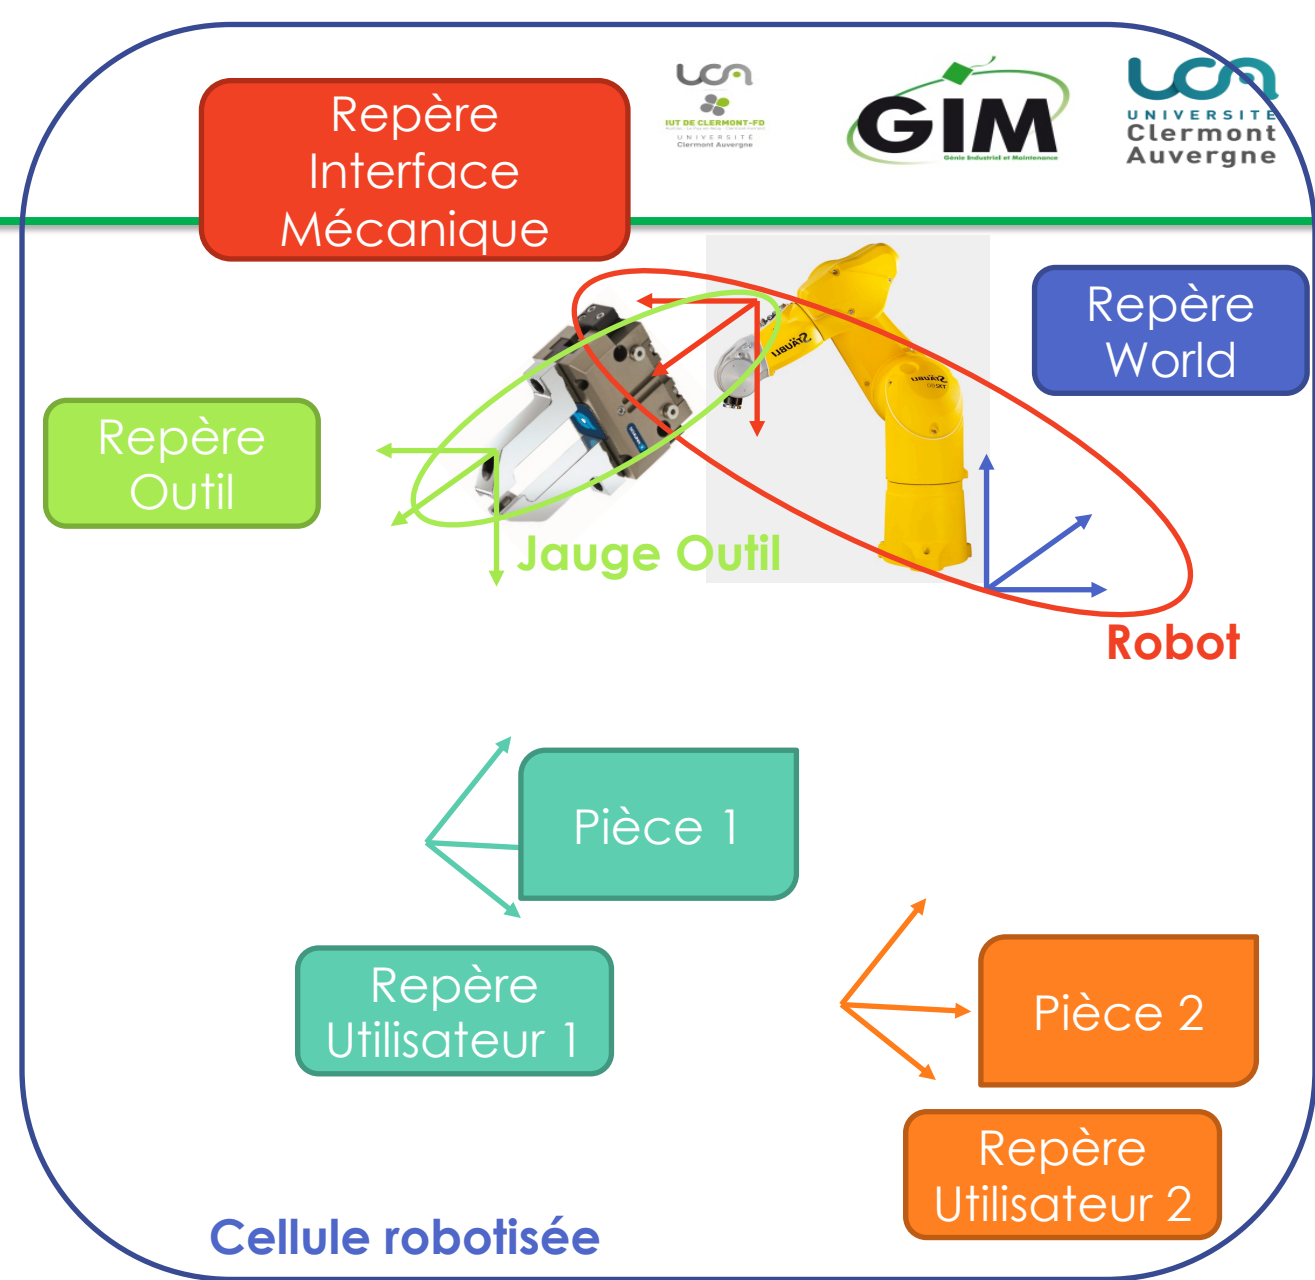 Repère
Interface
Mécanique
IUT DE CLERMONT-FD
UNIVERSITÉ
Clermont Auvergne
GIM
Génie Industriel et Maintenance
uca
UNIVERSITÉ
Clermont
Auvergne
Repère
World
STÄUBLI
STÄUBLI
Repère
Outil
Jauge Outil
Robot
Pièce 1
Repère
Utilisateur 1
Pièce 2
Repère
Utilisateur 2
Cellule robotisée